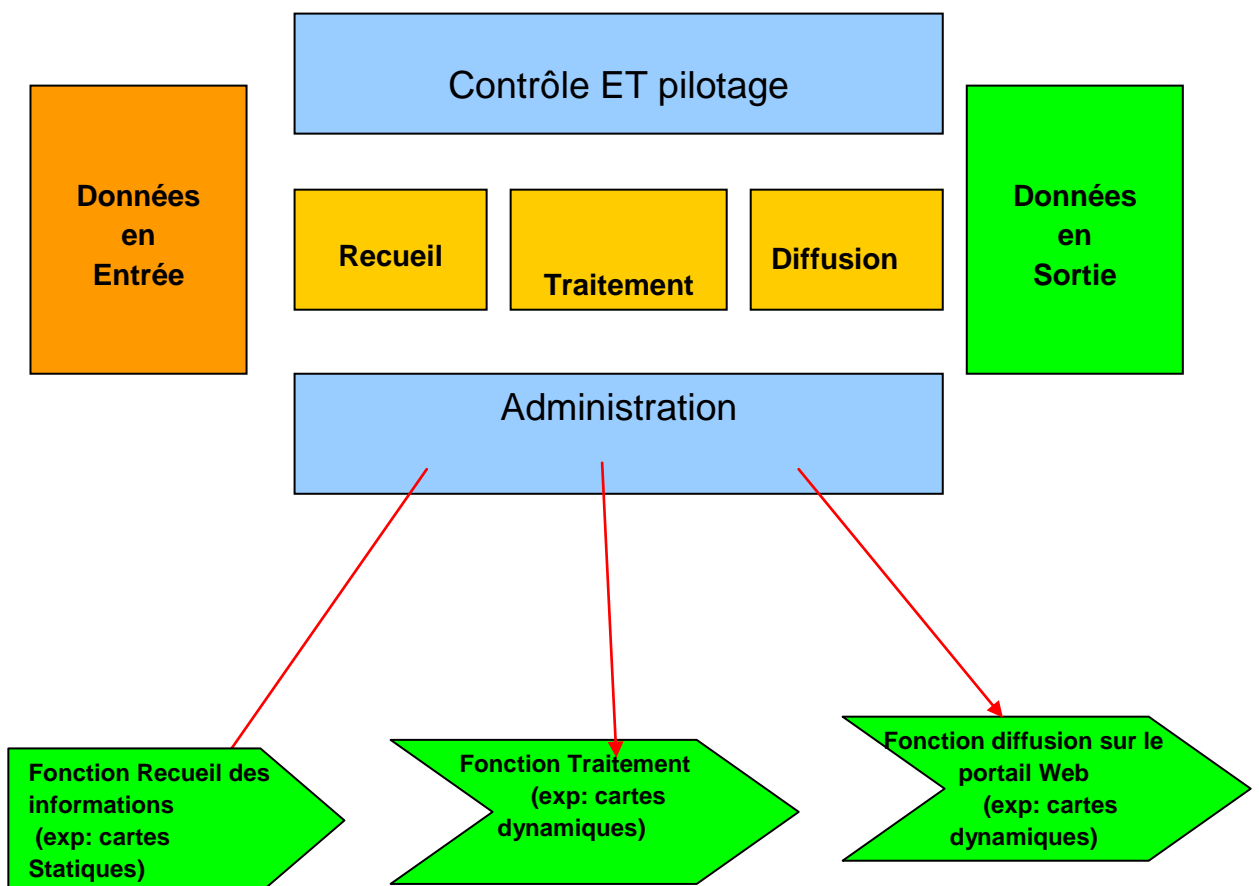 Contrôle ET pilotage
Données
en
Entrée
Recueil
Traitement
Diffusion
Données
en
Sortie
Administration
Fonction Recueil des
informations
(exp: cartes
Statiques)
Fonction Traitement
(exp: cartes
dynamiques)
Fonction diffusion sur le
portail Web
(exp: cartes
dynamiques)